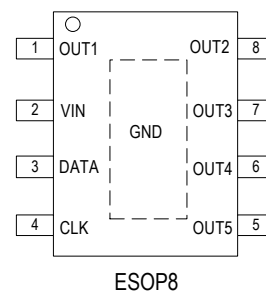 1 OUT1 OUT2 8
2 VIN OUT3 7
GND
3 DATA OUT4 6
4 CLK OUT5 5
ESOP8